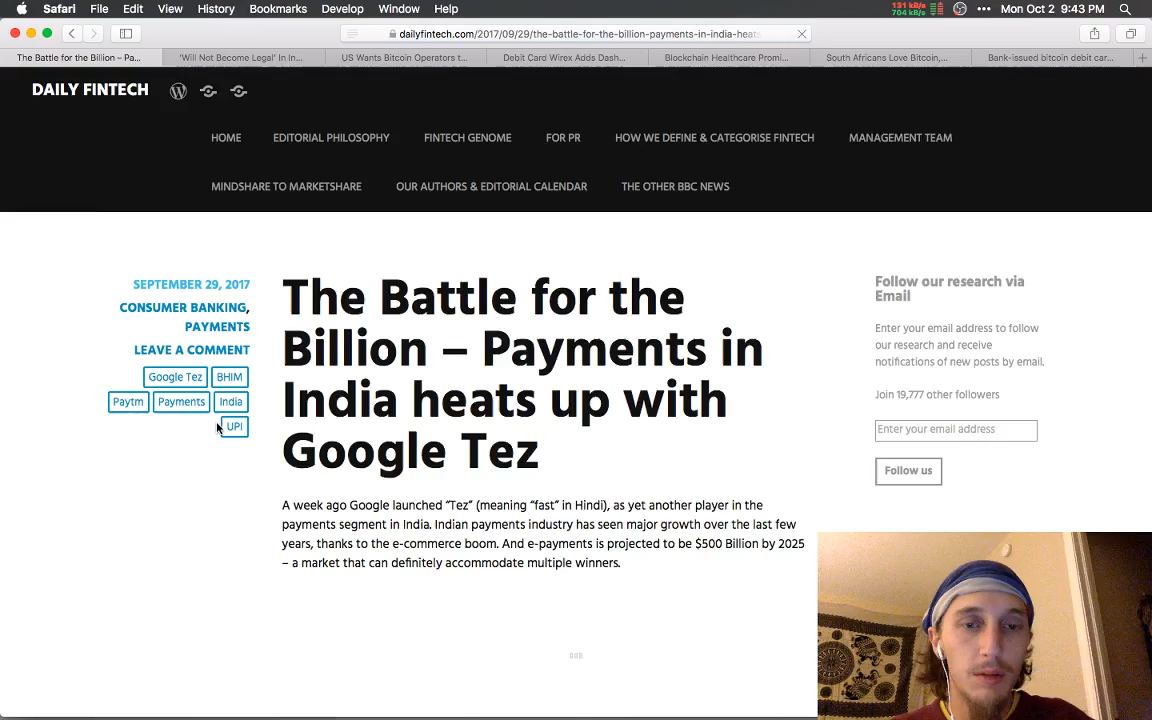 Safari File Edit View History Bookmarks Develop Window Help 131 kB/s 704 kB/s Mon Oct 2 9:43 PM
dailyfintech.com/2017/09/29/the-battle-for-the-billion-payments-in-india-heats
The Battle for the Billion – Pa... 'Will Not Become Legal' In In... US Wants Bitcoin Operators t... Debit Card Wirex Adds Dash... Blockchain Healthcare Promi... South Africans Love Bitcoin,... Bank-issued bitcoin debit car...
DAILY FINTECH
HOME EDITORIAL PHILOSOPHY FINTECH GENOME FOR PR HOW WE DEFINE & CATEGORISE FINTECH MANAGEMENT TEAM
MINDSHARE TO MARKETSHARE OUR AUTHORS & EDITORIAL CALENDAR THE OTHER BBC NEWS
SEPTEMBER 29, 2017
CONSUMER BANKING,
PAYMENTS
LEAVE A COMMENT
Google Tez BHIM
Paytm Payments India
UPI
The Battle for the
Billion – Payments in
India heats up with
Google Tez
A week ago Google launched “Tez” (meaning “fast” in Hindi), as yet another player in the
payments segment in India. Indian payments industry has seen major growth over the last few
years, thanks to the e-commerce boom. And e-payments is projected to be $500 Billion by 2025
– a market that can definitely accommodate multiple winners.
Follow our research via
Email
Enter your email address to follow
our research and receive
notifications of new posts by email.
Join 19,777 other followers
Enter your email address
Follow us